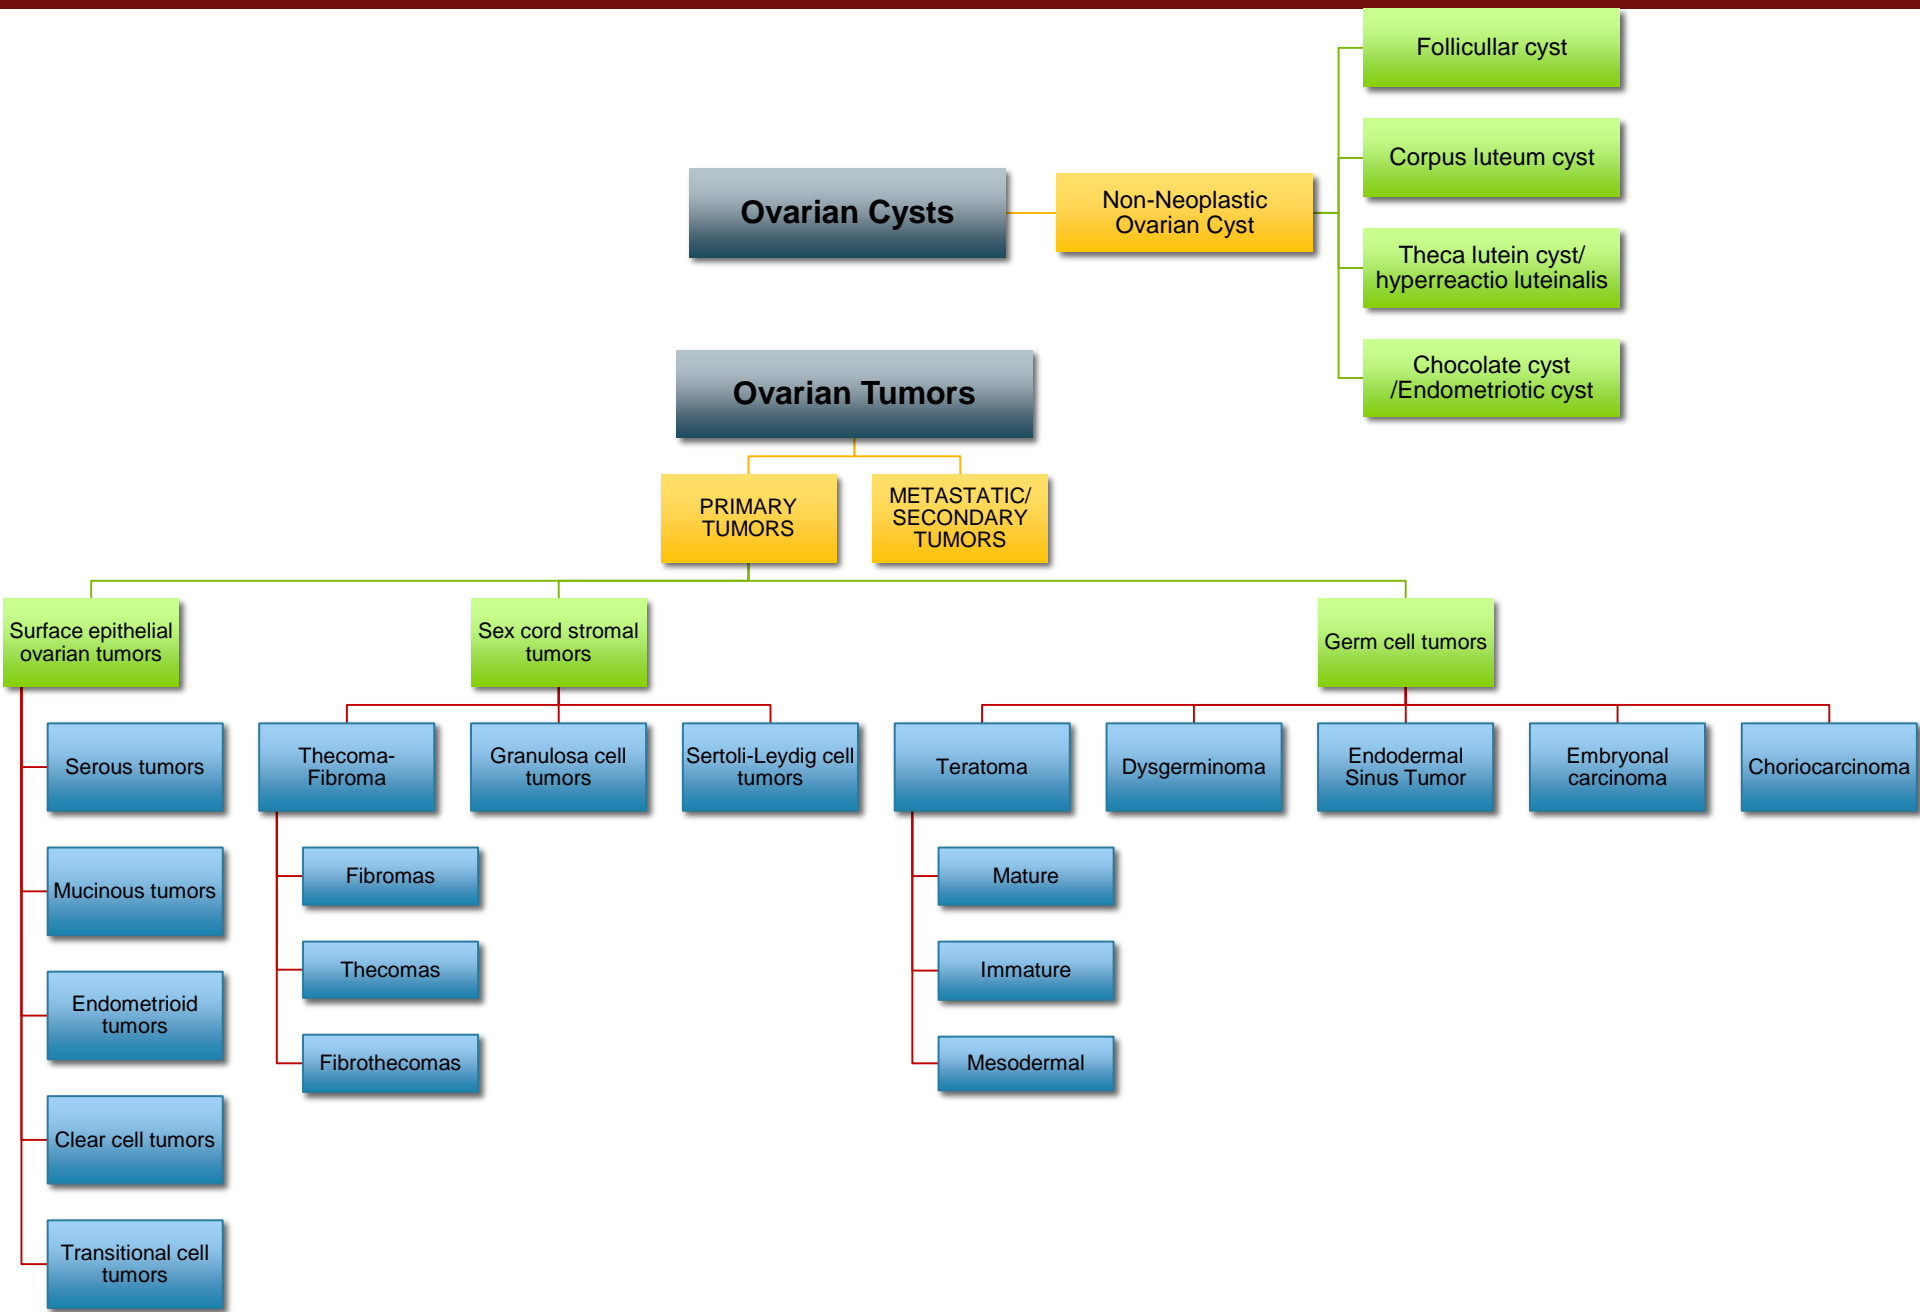 Follicullar cyst
Corpus luteum cyst
Ovarian Cysts
Non-Neoplastic
Ovarian Cyst
Theca lutein cyst/
hyperreactio luteinalis
Chocolate cyst
/Endometriotic cyst
Ovarian Tumors
PRIMARY
TUMORS
METASTATIC/
SECONDARY
TUMORS
Surface epithelial
ovarian tumors
Sex cord stromal
tumors
Germ cell tumors
Serous tumors
Thecoma-
Fibroma
Granulosa cell
tumors
Sertoli-Leydig cell
tumors
Teratoma
Dysgerminoma
Endodermal
Sinus Tumor
Embryonal
carcinoma
Choriocarcinoma
Mucinous tumors
Fibromas
Mature
Endometrioid
tumors
Thecomas
Immature
Fibrothecomas
Mesodermal
Clear cell tumors
Transitional cell
tumors